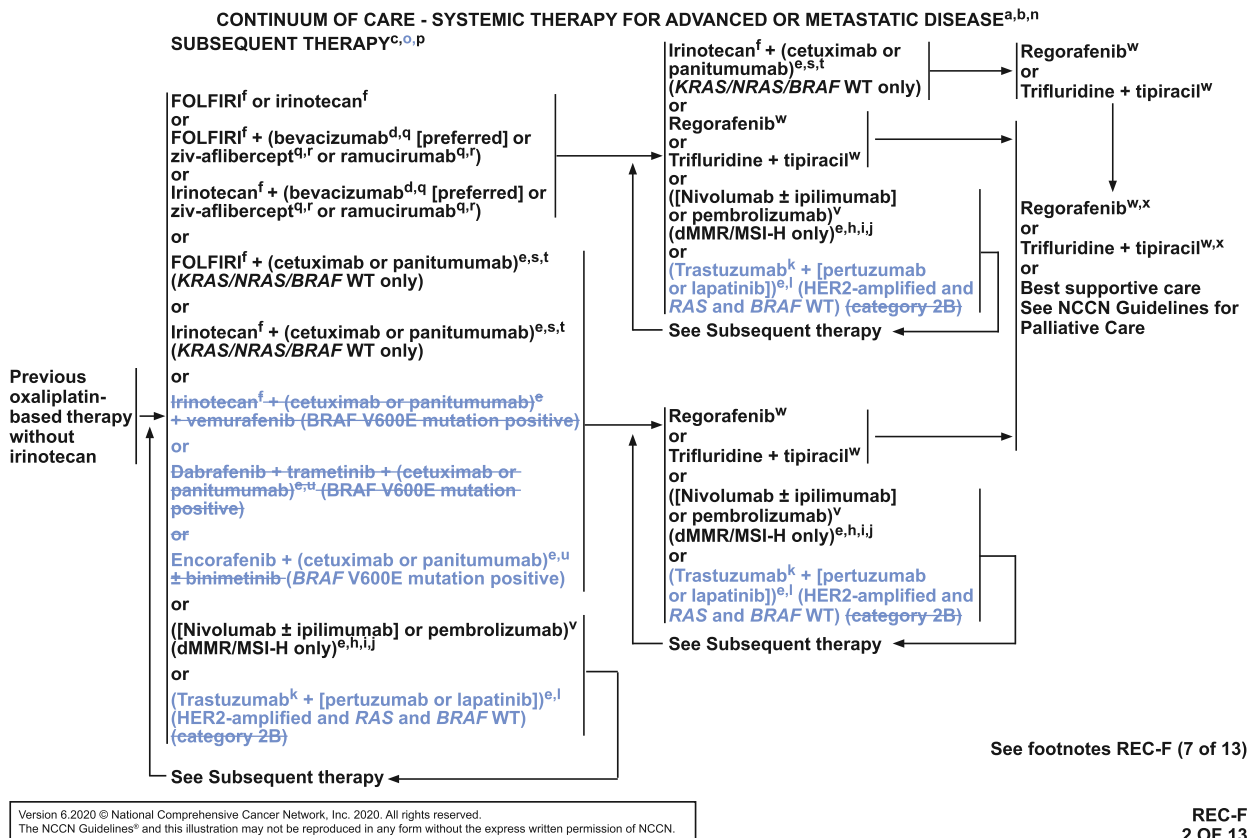 CONTINUUM OF CARE - SYSTEMIC THERAPY FOR ADVANCED OR METASTATIC DISEASEa,b,n
SUBSEQUENT THERAPYc,o,p
Previous
oxaliplatin-
based therapy
without
irinotecan
FOLFIRIf or irinotecanf
or
FOLFIRIf + (bevacizumabd,q [preferred] or
ziv-afliberceptq,r or ramucirumabq,r)
or
Irinotecanf + (bevacizumabd,q [preferred] or
ziv-afliberceptq,r or ramucirumabq,r)
or
FOLFIRIf + (cetuximab or panitumumab)e,s,t
(KRAS/NRAS/BRAF WT only)
or
Irinotecanf + (cetuximab or panitumumab)e,s,t
(KRAS/NRAS/BRAF WT only)
or
Irinotecanf + (cetuximab or panitumumab)e
+ vemurafenib (BRAF V600E mutation positive)
or
Dabrafenib + trametinib + (cetuximab or
panitumumab)e,u (BRAF V600E mutation
positive)
or
Encorafenib + (cetuximab or panitumumab)e,u
± binimetinib (BRAF V600E mutation positive)
or
([Nivolumab ± ipilimumab] or pembrolizumab)v
(dMMR/MSI-H only)e,h,i,j
or
(Trastuzumabk + [pertuzumab or lapatinib])e,l
(HER2-amplified and RAS and BRAF WT)
(category 2B)
See Subsequent therapy
Irinotecanf + (cetuximab or
panitumumab)e,s,t
(KRAS/NRAS/BRAF WT only)
or
Regorafenibw
or
Trifluridine + tipiracilw
or
([Nivolumab ± ipilimumab]
or pembrolizumab)v
(dMMR/MSI-H only)e,h,i,j
or
(Trastuzumabk + [pertuzumab
or lapatinib])e,l (HER2-amplified and
RAS and BRAF WT) (category 2B)
See Subsequent therapy
Regorafenibw
or
Trifluridine + tipiracilw
or
([Nivolumab ± ipilimumab]
or pembrolizumab)v
(dMMR/MSI-H only)e,h,i,j
or
(Trastuzumabk + [pertuzumab
or lapatinib])e,l (HER2-amplified and
RAS and BRAF WT) (category 2B)
See Subsequent therapy
Regorafenibw
or
Trifluridine + tipiracilw
Regorafenibw,x
or
Trifluridine + tipiracilw,x
or
Best supportive care
See NCCN Guidelines for
Palliative Care
See footnotes REC-F (7 of 13)
Version 6.2020 © National Comprehensive Cancer Network, Inc. 2020. All rights reserved.
The NCCN Guidelines® and this illustration may not be reproduced in any form without the express written permission of NCCN.
REC-F
2 OF 13